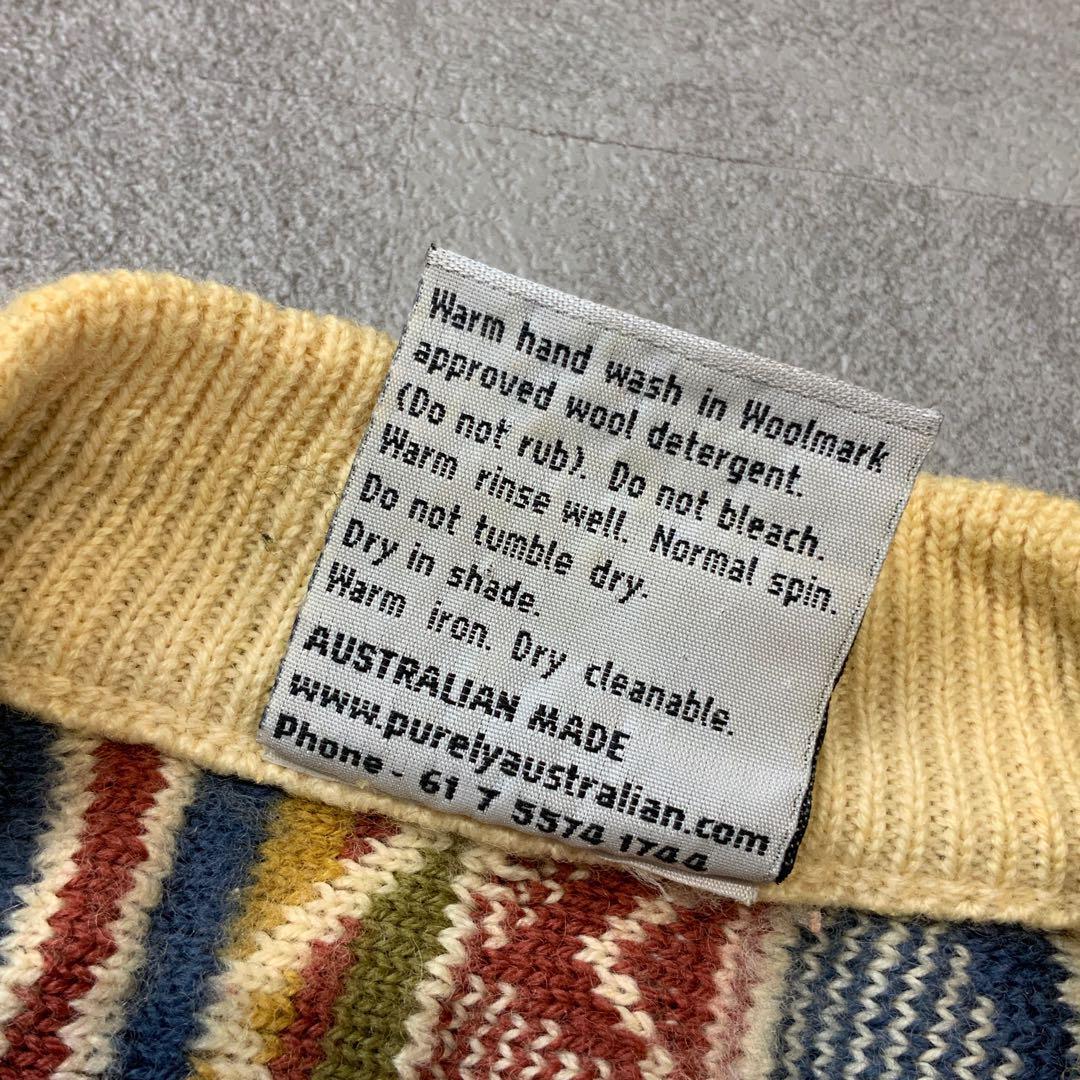 Warm hand wash in Woolmark
approved wool detergent.
(Do not rub). Do not bleach.
Warm rinse well. Normal spin.
Do not tumble dry.
Dry in shade.
Warm iron. Dry cleanable.
AUSTRALIAN MADE
www.purelyaustralian.com
Phone - 61 7 5574 1744